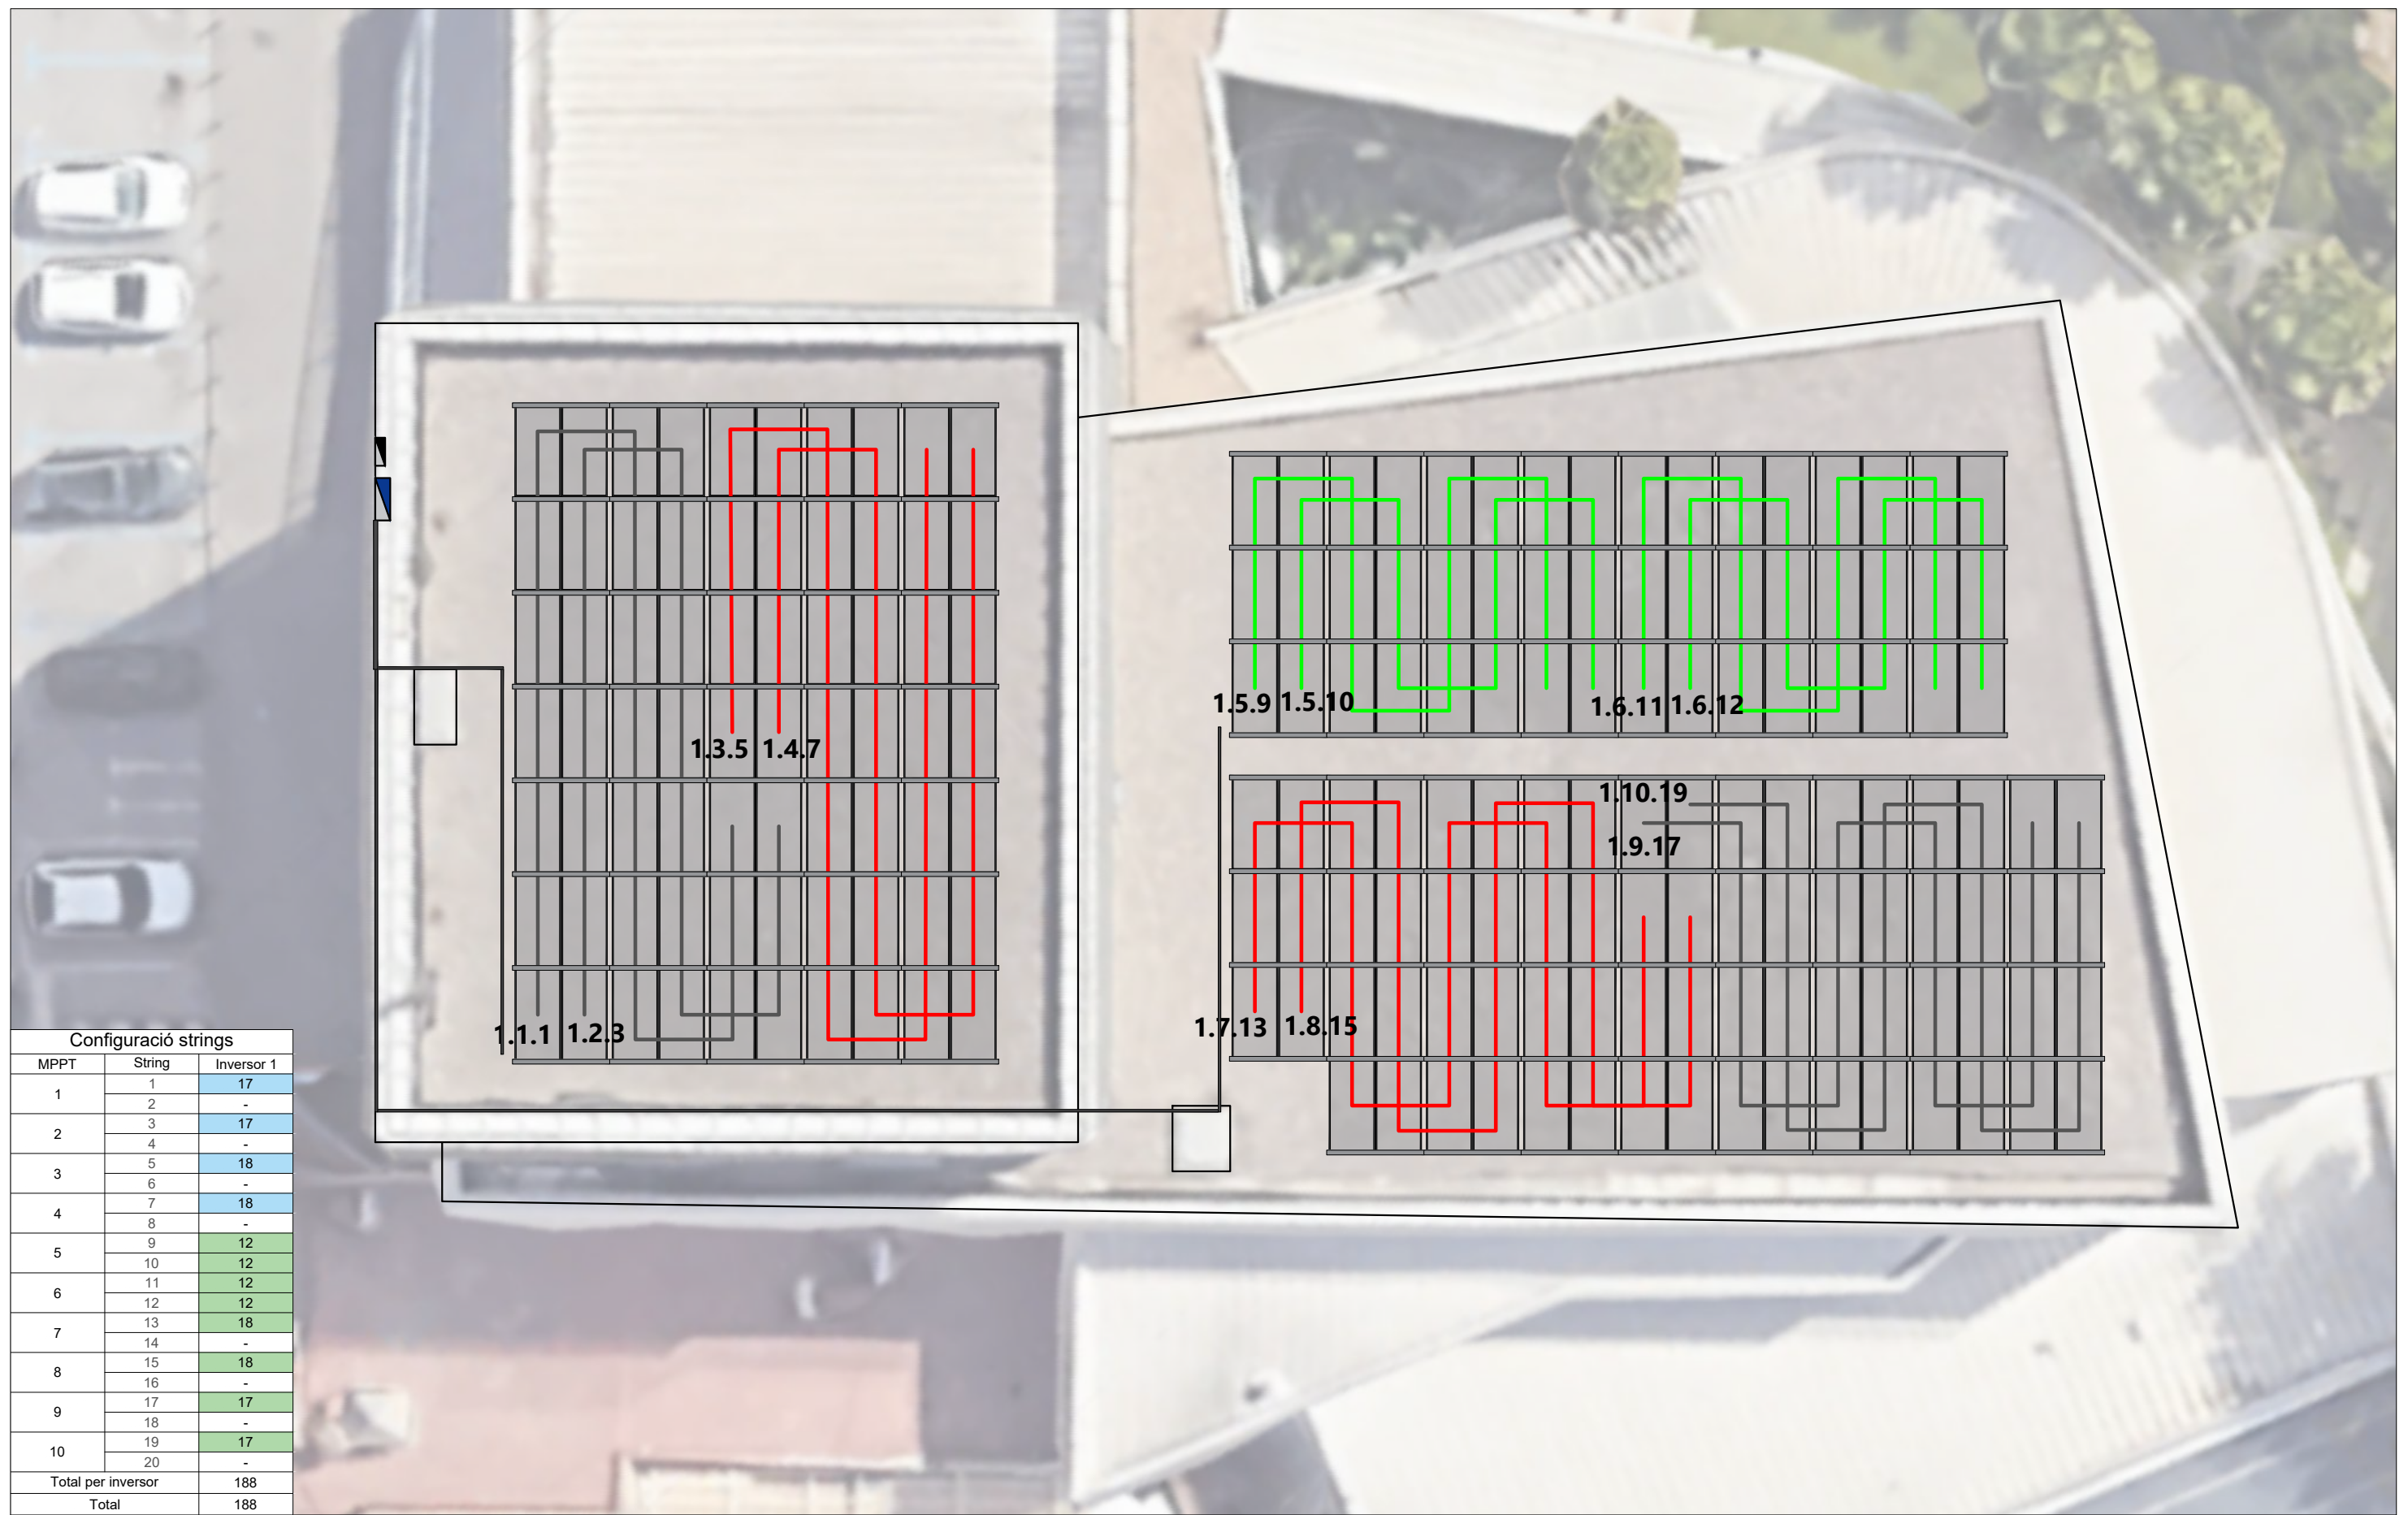 1.5.9 1.5.10 1.6.11 1.6.12
1.3.5 1.4.7
1.10.19
1.9.17
1.1.1 1.2.3
1.7.13 1.8.15
Configuració strings
MPPT String Inversor 1
1 1 17
2 -
2 3 17
4 -
3 5 18
6 -
4 7 18
8 -
5 9 12
10 12
6 11 12
12 12
7 13 18
14 -
8 15 18
16 -
9 17 17
18 -
10 19 17
20 -
Total per inversor 188
Total 188